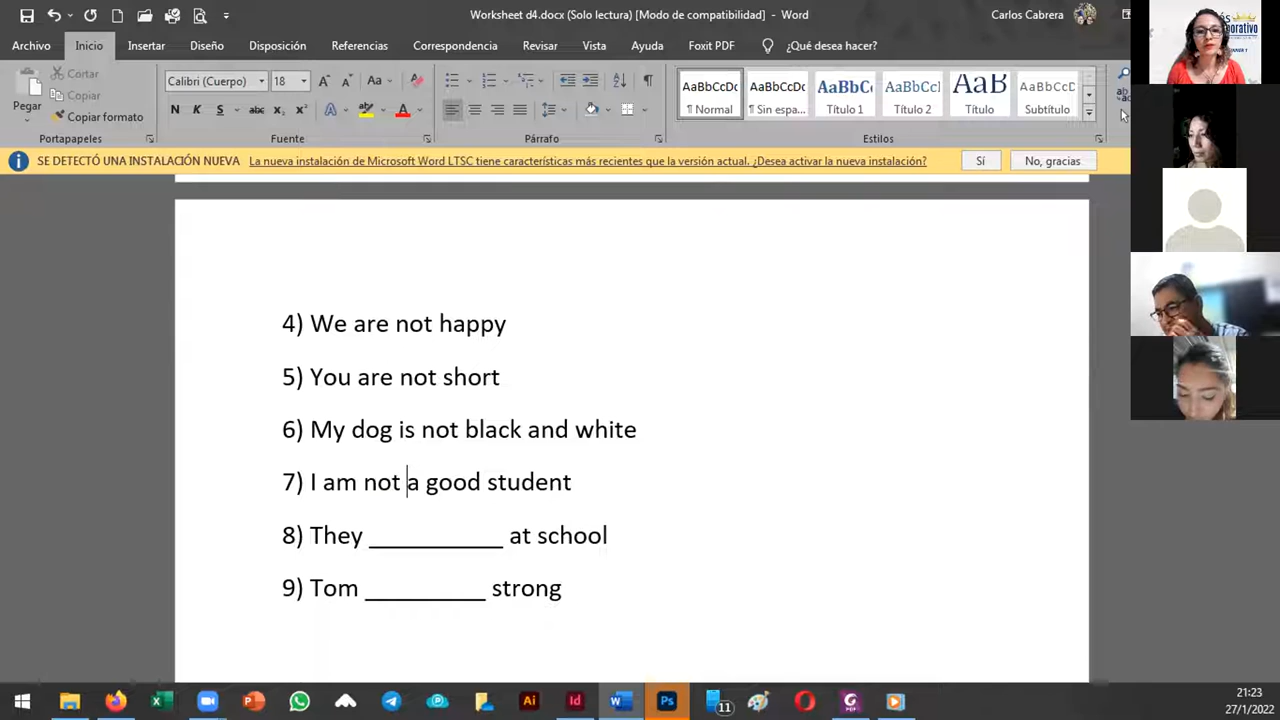 Worksheet d4.docx (Solo lectura) [Modo de compatibilidad] - Word
Carlos Cabrera
Archivo Inicio Insertar Diseño Disposición Referencias Correspondencia Revisar Vista Ayuda Foxit PDF ¿Qué desea hacer?
Pegar
Cortar
Copiar
Copiar formato
Portapapeles
Calibri (Cuerpo) 18
Fuente
Párrafo
AaBbCcDc AaBbCcDc AaBbC AaBbCcI AaB AaBbCcC
¶ Normal ¶ Sin espa... Título 1 Título 2 Título Subtítulo
Estilos
SE DETECTÓ UNA INSTALACIÓN NUEVA La nueva instalación de Microsoft Word LTSC tiene características más recientes que la versión actual. ¿Desea activar la nueva instalación? Sí No, gracias
4) We are not happy
5) You are not short
6) My dog is not black and white
7) I am not a good student
8) They __________ at school
9) Tom _________ strong
11
21:23
27/1/2022